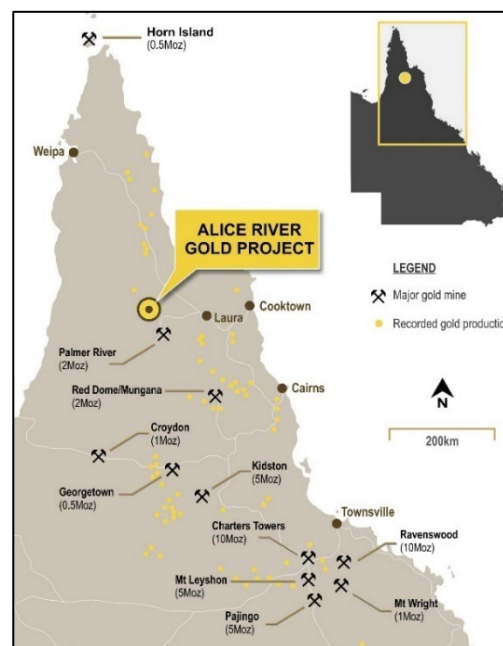 Horn Island
(0.5Moz)
Weipa
ALICE RIVER
GOLD PROJECT
Cooktown
Laura
Palmer River
(2Moz)
Red Dome/Mungana
(2Moz)
Cairns
Croydon
(1Moz)
Georgetown
(0.5Moz)
Kidston
(5Moz)
Townsville
Charters Towers
(10Moz)
Ravenswood
(10Moz)
Mt Leyshon
(5Moz)
Mt Wright
(1Moz)
Pajingo
(5Moz)
LEGEND
Major gold mine
Recorded gold production
N
200km